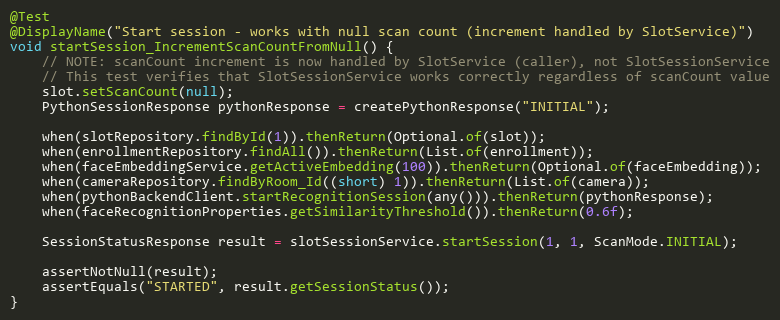 @Test
@DisplayName("Start session - works with null scan count (increment handled by SlotService)")
void startSession_IncrementScanCountFromNull() {
    // NOTE: scanCount increment is now handled by SlotService (caller), not SlotSessionService
    // This test verifies that SlotSessionService works correctly regardless of scanCount value
    slot.setScanCount(null);
    PythonSessionResponse pythonResponse = createPythonResponse("INITIAL");

    when(slotRepository.findById(1)).thenReturn(Optional.of(slot));
    when(enrollmentRepository.findAll()).thenReturn(List.of(enrollment));
    when(faceEmbeddingService.getActiveEmbedding(100)).thenReturn(Optional.of(faceEmbedding));
    when(cameraRepository.findByRoom_Id((short) 1)).thenReturn(List.of(camera));
    when(pythonBackendClient.startRecognitionSession(any())).thenReturn(pythonResponse);
    when(faceRecognitionProperties.getSimilarityThreshold()).thenReturn(0.6f);

    SessionStatusResponse result = slotSessionService.startSession(1, 1, ScanMode.INITIAL);

    assertNotNull(result);
    assertEquals("STARTED", result.getSessionStatus());
}